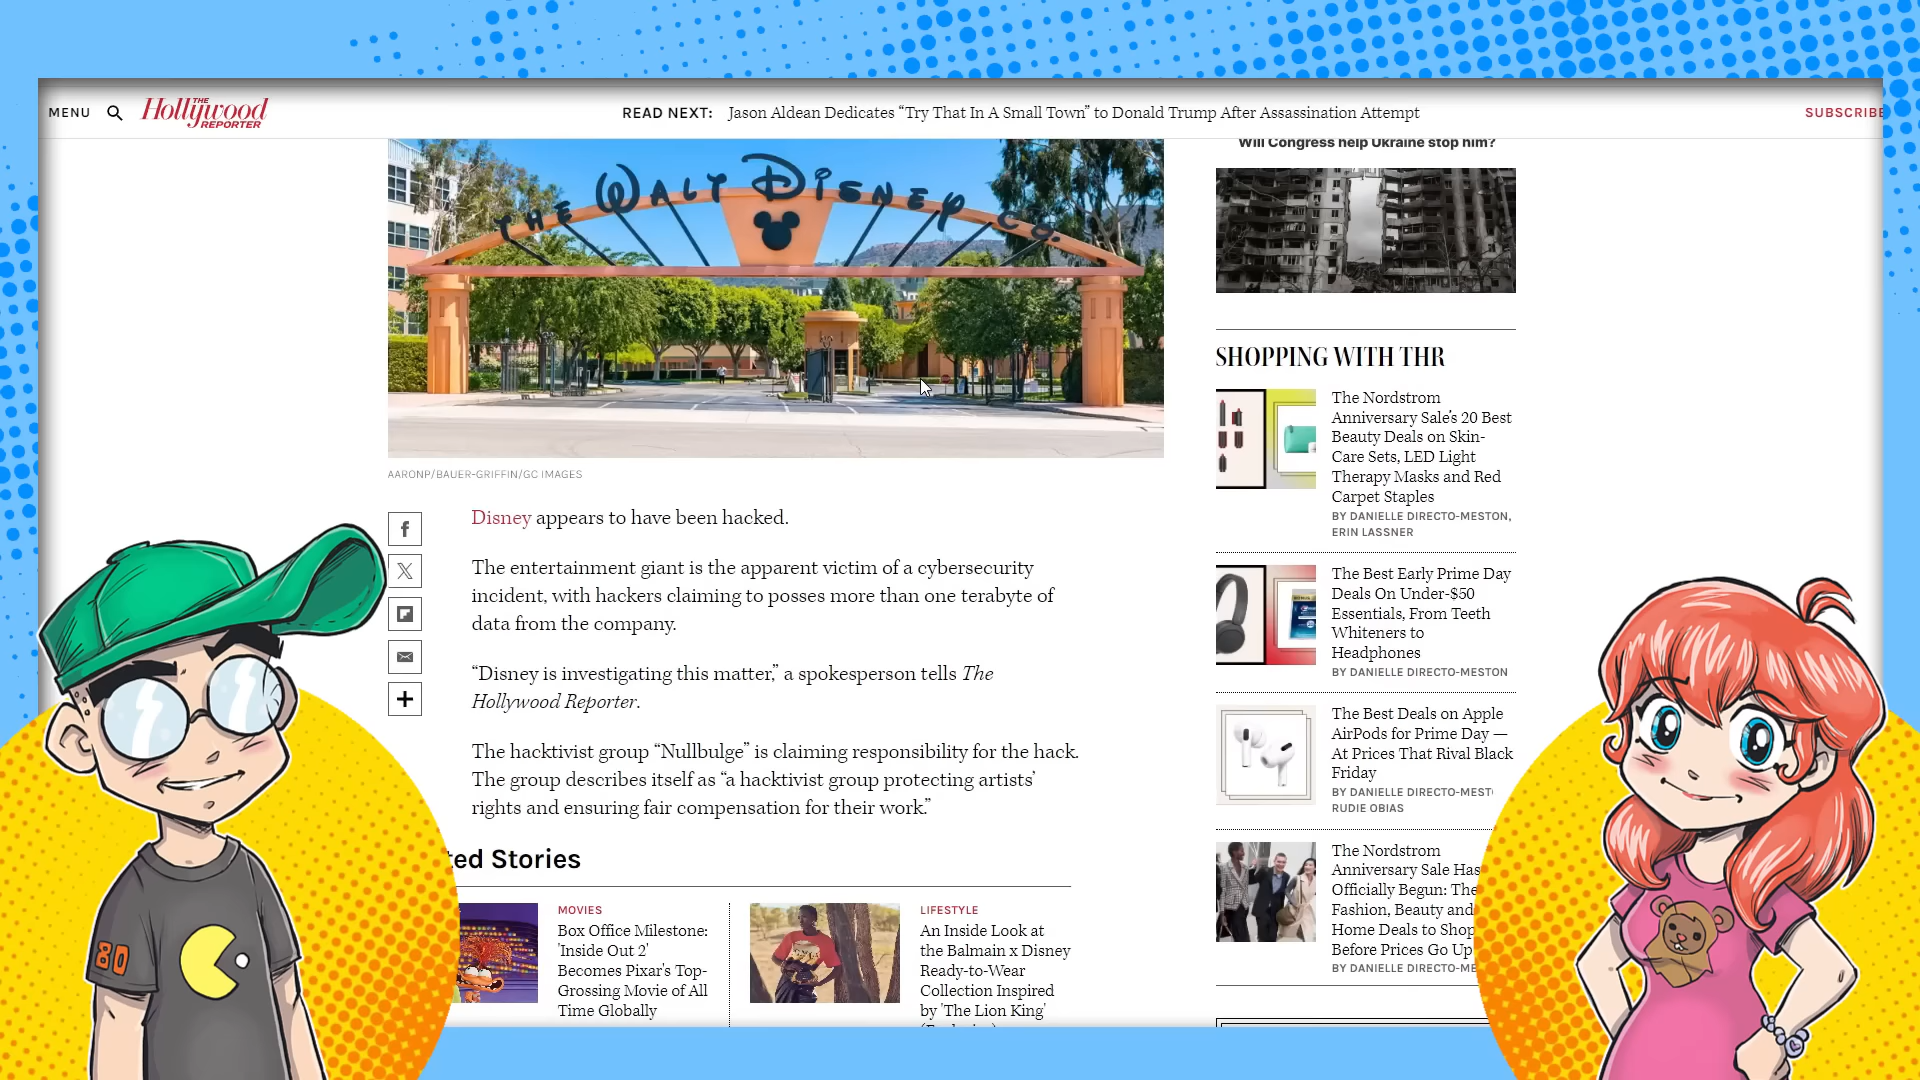 MENU
THE
Hollywood
REPORTER
READ NEXT: Jason Aldean Dedicates “Try That In A Small Town” to Donald Trump After Assassination Attempt
SUBSCRIBE
THE WALT DISNEY CO.
AARONP/BAUER-GRIFFIN/GC IMAGES
Disney appears to have been hacked.
The entertainment giant is the apparent victim of a cybersecurity
incident, with hackers claiming to posses more than one terabyte of
data from the company.
“Disney is investigating this matter,” a spokesperson tells The
Hollywood Reporter.
The hacktivist group “Nullbulge” is claiming responsibility for the hack.
The group describes itself as “a hacktivist group protecting artists’
rights and ensuring fair compensation for their work.”
ted Stories
MOVIES
Box Office Milestone:
'Inside Out 2'
Becomes Pixar's Top-
Grossing Movie of All
Time Globally
LIFESTYLE
An Inside Look at
the Balmain x Disney
Ready-to-Wear
Collection Inspired
by 'The Lion King'
Will Congress help Ukraine stop him?
SHOPPING WITH THR
The Nordstrom
Anniversary Sale's 20 Best
Beauty Deals on Skin-
Care Sets, LED Light
Therapy Masks and Red
Carpet Staples
BY DANIELLE DIRECTO-MESTON,
ERIN LASSNER
The Best Early Prime Day
Deals On Under-$50
Essentials, From Teeth
Whiteners to
Headphones
BY DANIELLE DIRECTO-MESTON
The Best Deals on Apple
AirPods for Prime Day —
At Prices That Rival Black
Friday
BY DANIELLE DIRECTO-MEST
RUDIE OBIAS
The Nordstrom
Anniversary Sale Has
Officially Begun: The
Fashion, Beauty and
Home Deals to Shop
Before Prices Go Up
BY DANIELLE DIRECTO-ME
80